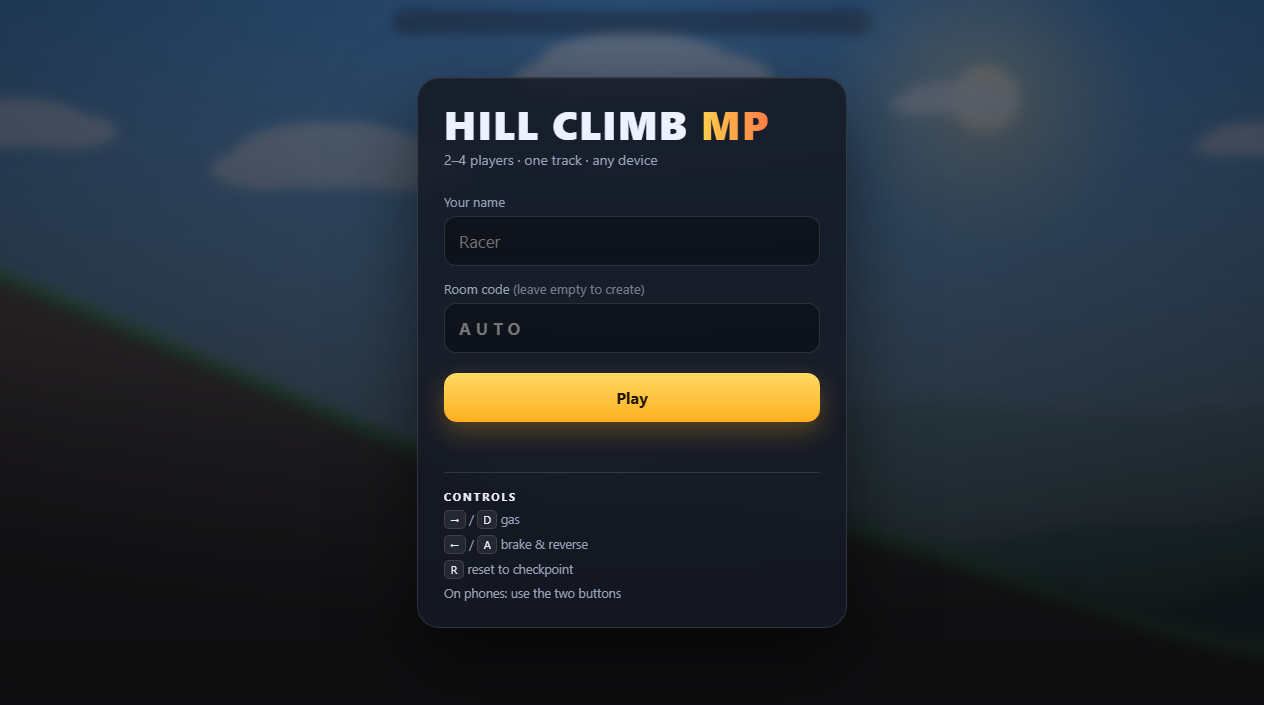 HILL CLIMB MP
2–4 players · one track · any device
Your name
Racer
Room code (leave empty to create)
AUTO
Play
CONTROLS
→ / D gas
← / A brake & reverse
R reset to checkpoint
On phones: use the two buttons